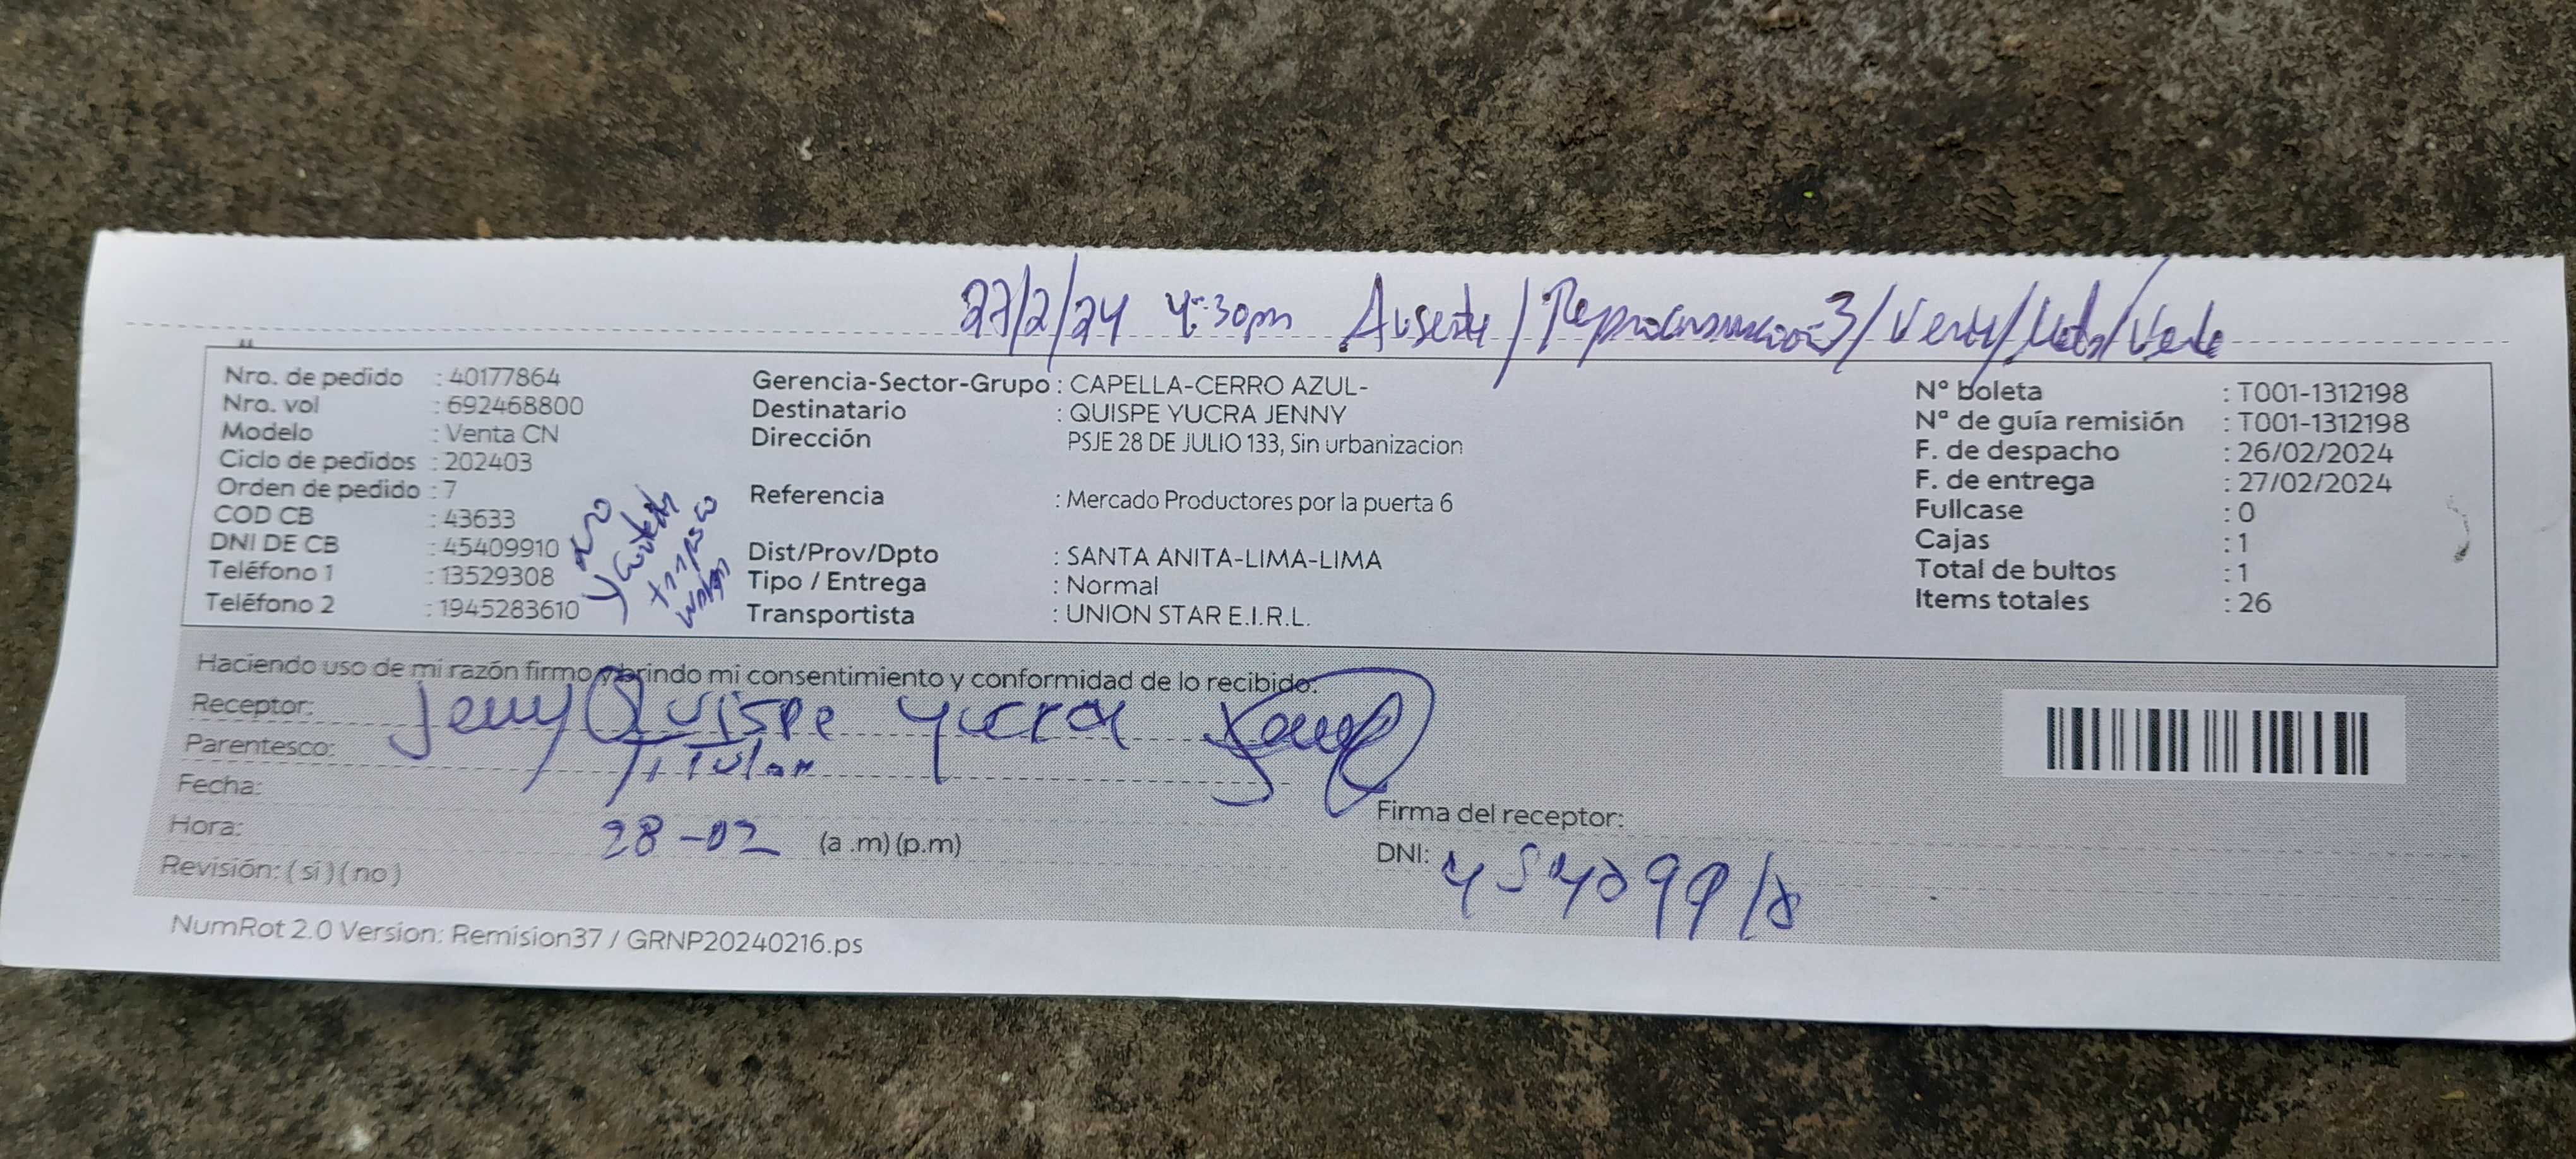 27/2/24 4:30pm Ausente / Reprogramación 3 / Verde /
Nro. de pedido : 40177864
Nro. vol : 692468800
Modelo : Venta CN
Ciclo de pedidos : 202403
Orden de pedido : 7
COD CB : 43633
DNI DE CB : 45409910
Teléfono 1 : 13529308
Teléfono 2 : 1945283610
Gerencia-Sector-Grupo : CAPELLA-CERRO AZUL-
Destinatario : QUISPE YUCRA JENNY
Dirección PSJE 28 DE JULIO 133, Sin urbanizacion
Referencia : Mercado Productores por la puerta 6
Dist/Prov/Dpto : SANTA ANITA-LIMA-LIMA
Tipo / Entrega : Normal
Transportista : UNION STAR E.I.R.L.
N° boleta : T001-1312198
N° de guía remisión : T001-1312198
F. de despacho : 26/02/2024
F. de entrega : 27/02/2024
Fullcase : 0
Cajas : 1
Total de bultos : 1
Items totales : 26
Haciendo uso de mi razón firmo y brindo mi consentimiento y conformidad de lo recibido:
Receptor: Jenny Quispe Yucra
Parentesco: Titular
Fecha:
Hora: 28-02 (a .m) (p.m)
Revisión: ( si ) ( no )
Firma del receptor:
DNI: 45409910
NumRot 2.0 Version: Remision37 / GRNP20240216.ps